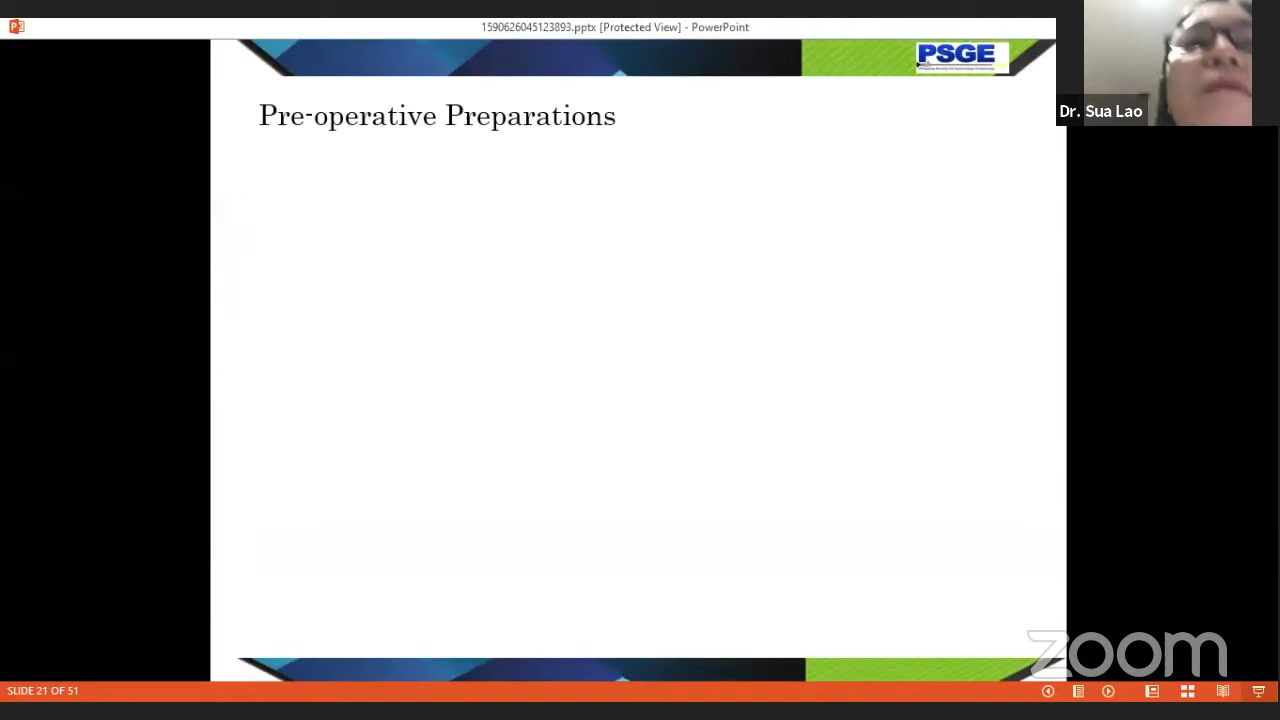 1590626045123893.pptx [Protected View] - PowerPoint
PSGE
Dr. Sua Lao
Pre-operative Preparations
zoom
SLIDE 21 OF 51